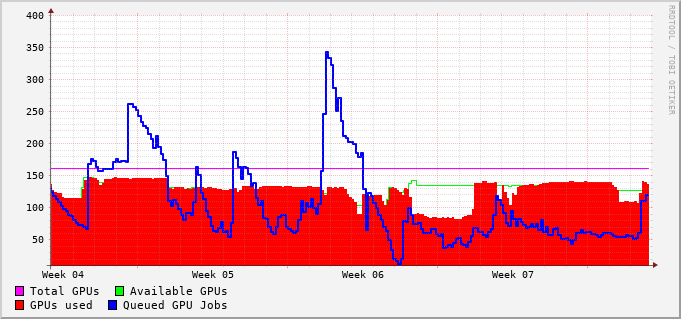 400
350
300
250
200
150
100
50
Week 04 Week 05 Week 06 Week 07
Total GPUs Available GPUs
GPUs used Queued GPU Jobs
RRDTOOL / TOBI OETIKER